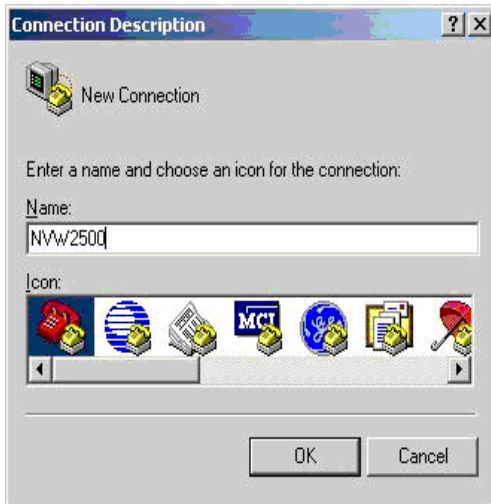 Connection Description
New Connection
Enter a name and choose an icon for the connection:
Name:
NVW2500
Icon:
MCI
OK
Cancel